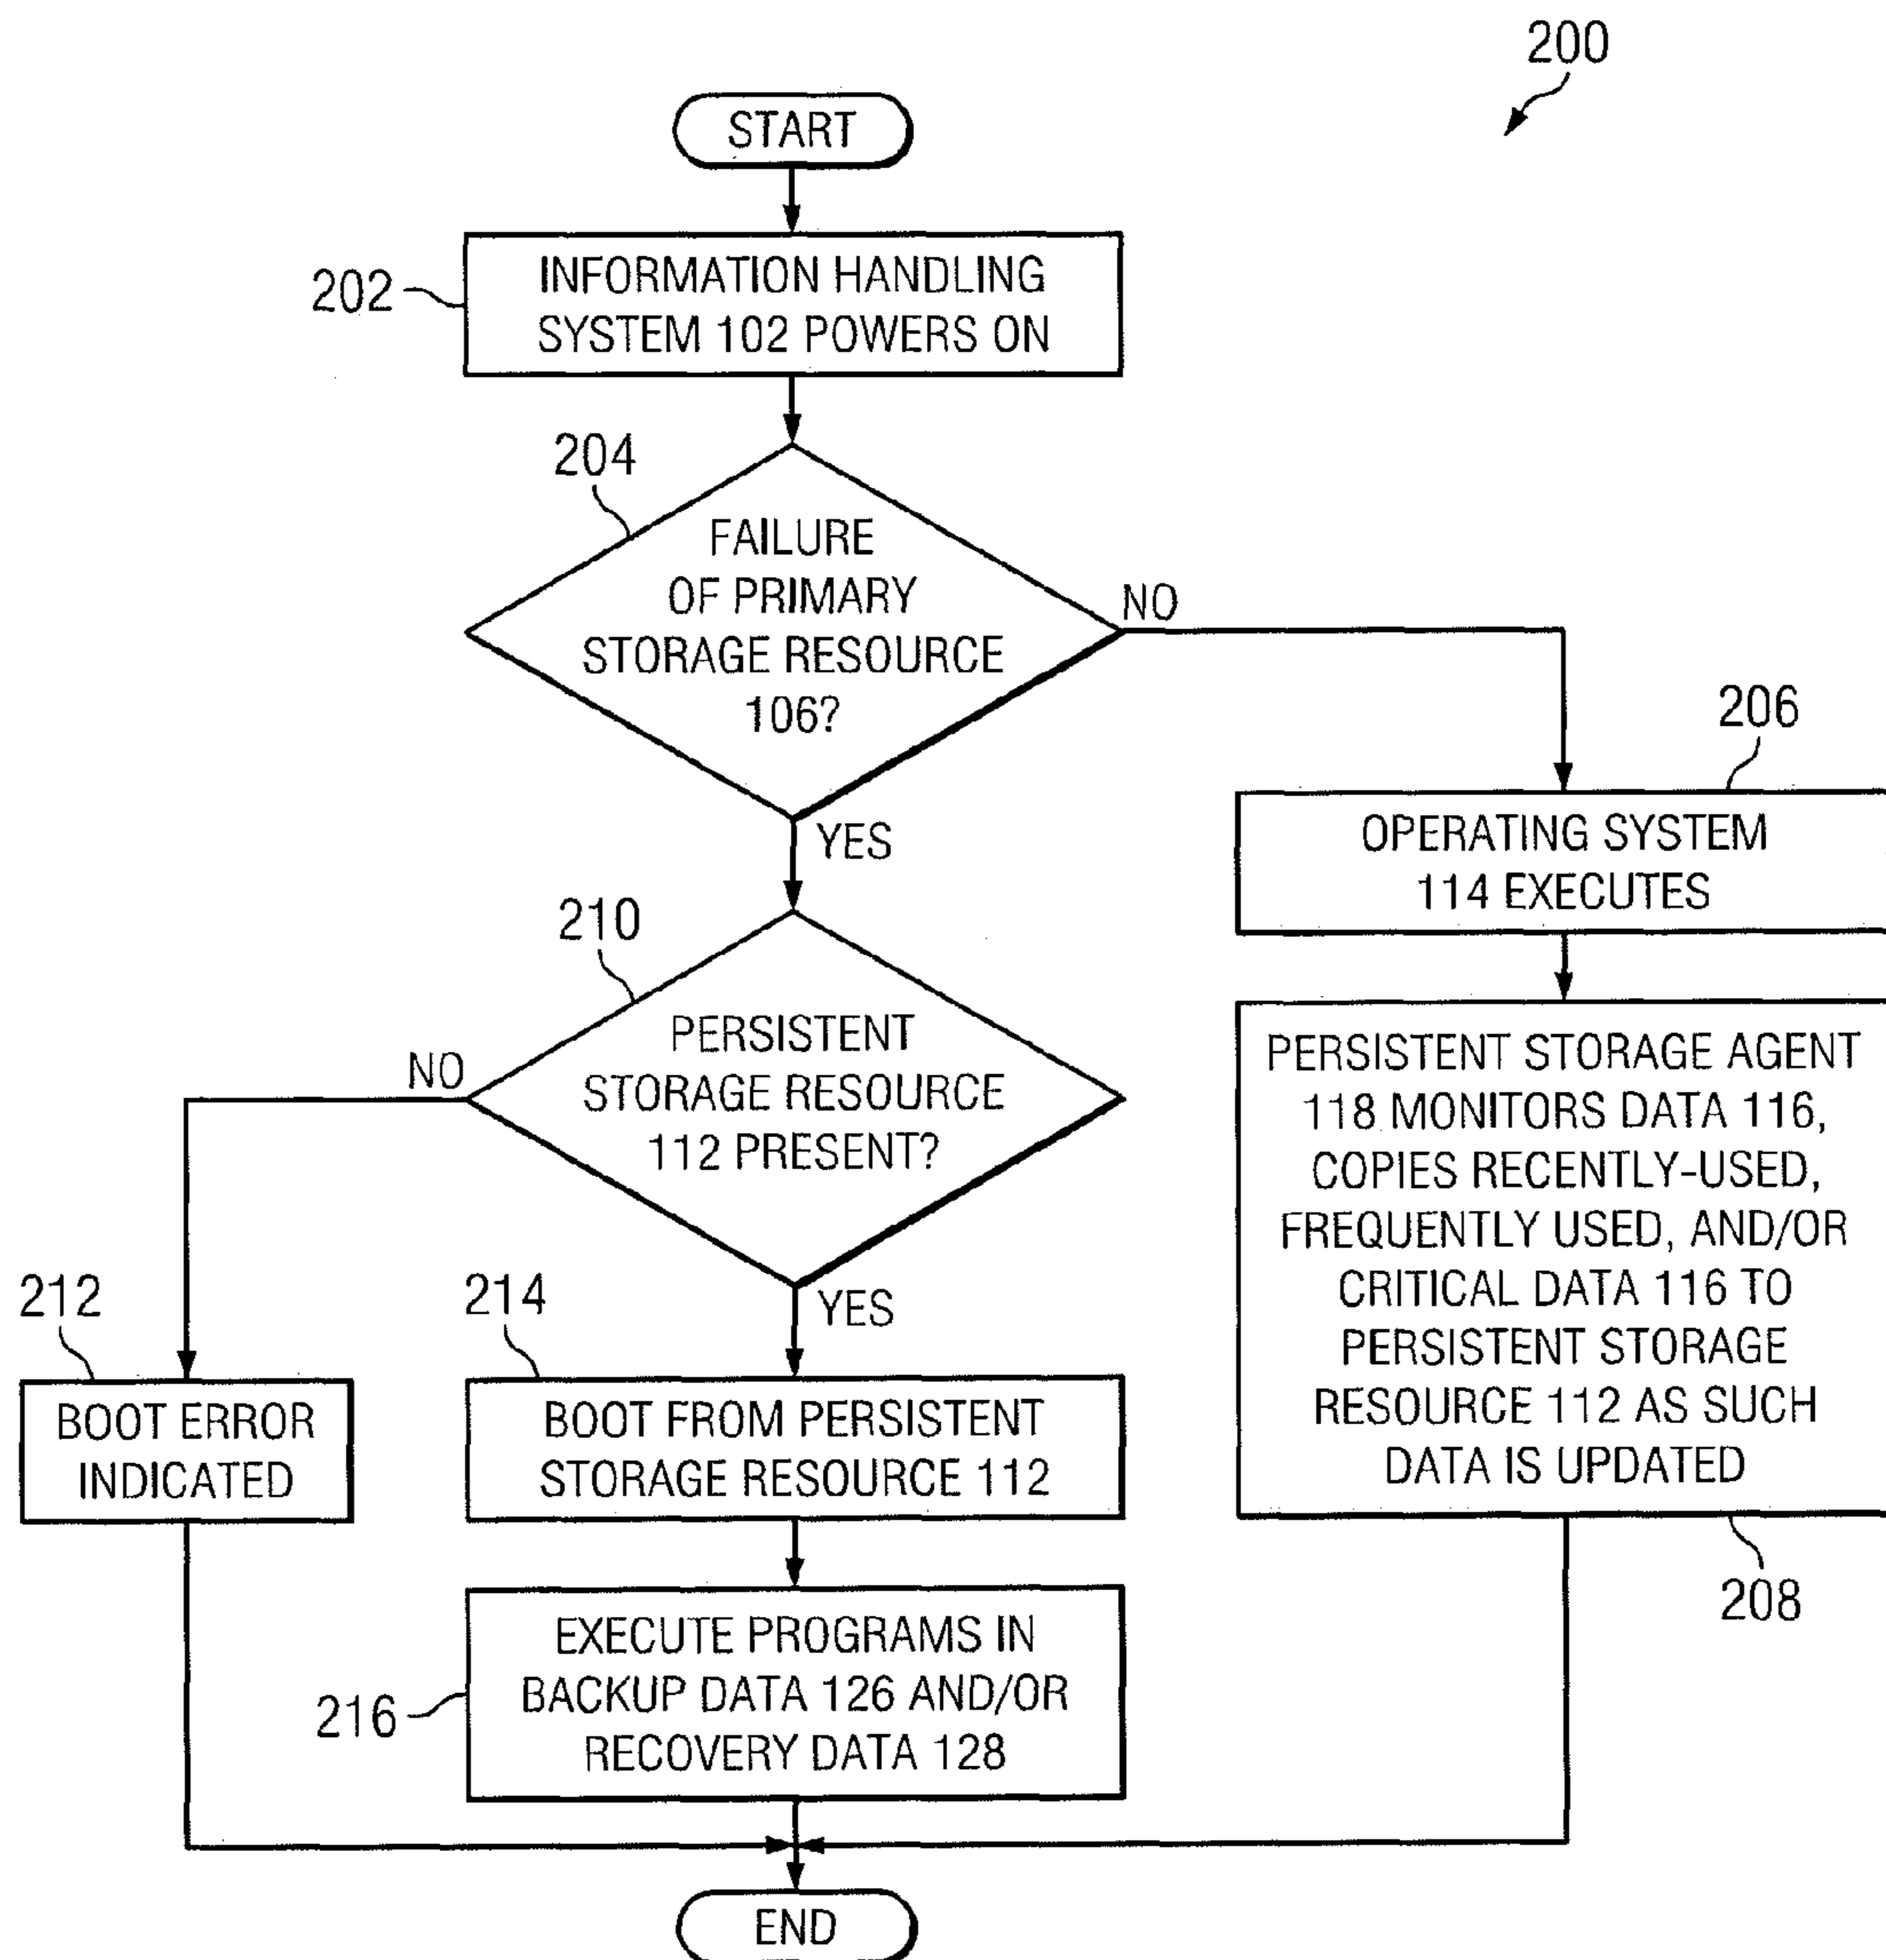 200
START
202
INFORMATION HANDLING
SYSTEM 102 POWERS ON
204
FAILURE
OF PRIMARY
STORAGE RESOURCE
106?
NO
YES
206
OPERATING SYSTEM
114 EXECUTES
PERSISTENT STORAGE AGENT
118 MONITORS DATA 116,
COPIES RECENTLY-USED,
FREQUENTLY USED, AND/OR
CRITICAL DATA 116 TO
PERSISTENT STORAGE
RESOURCE 112 AS SUCH
DATA IS UPDATED
208
210
PERSISTENT
STORAGE RESOURCE
112 PRESENT?
NO
YES
212
BOOT ERROR
INDICATED
214
BOOT FROM PERSISTENT
STORAGE RESOURCE 112
216
EXECUTE PROGRAMS IN
BACKUP DATA 126 AND/OR
RECOVERY DATA 128
END